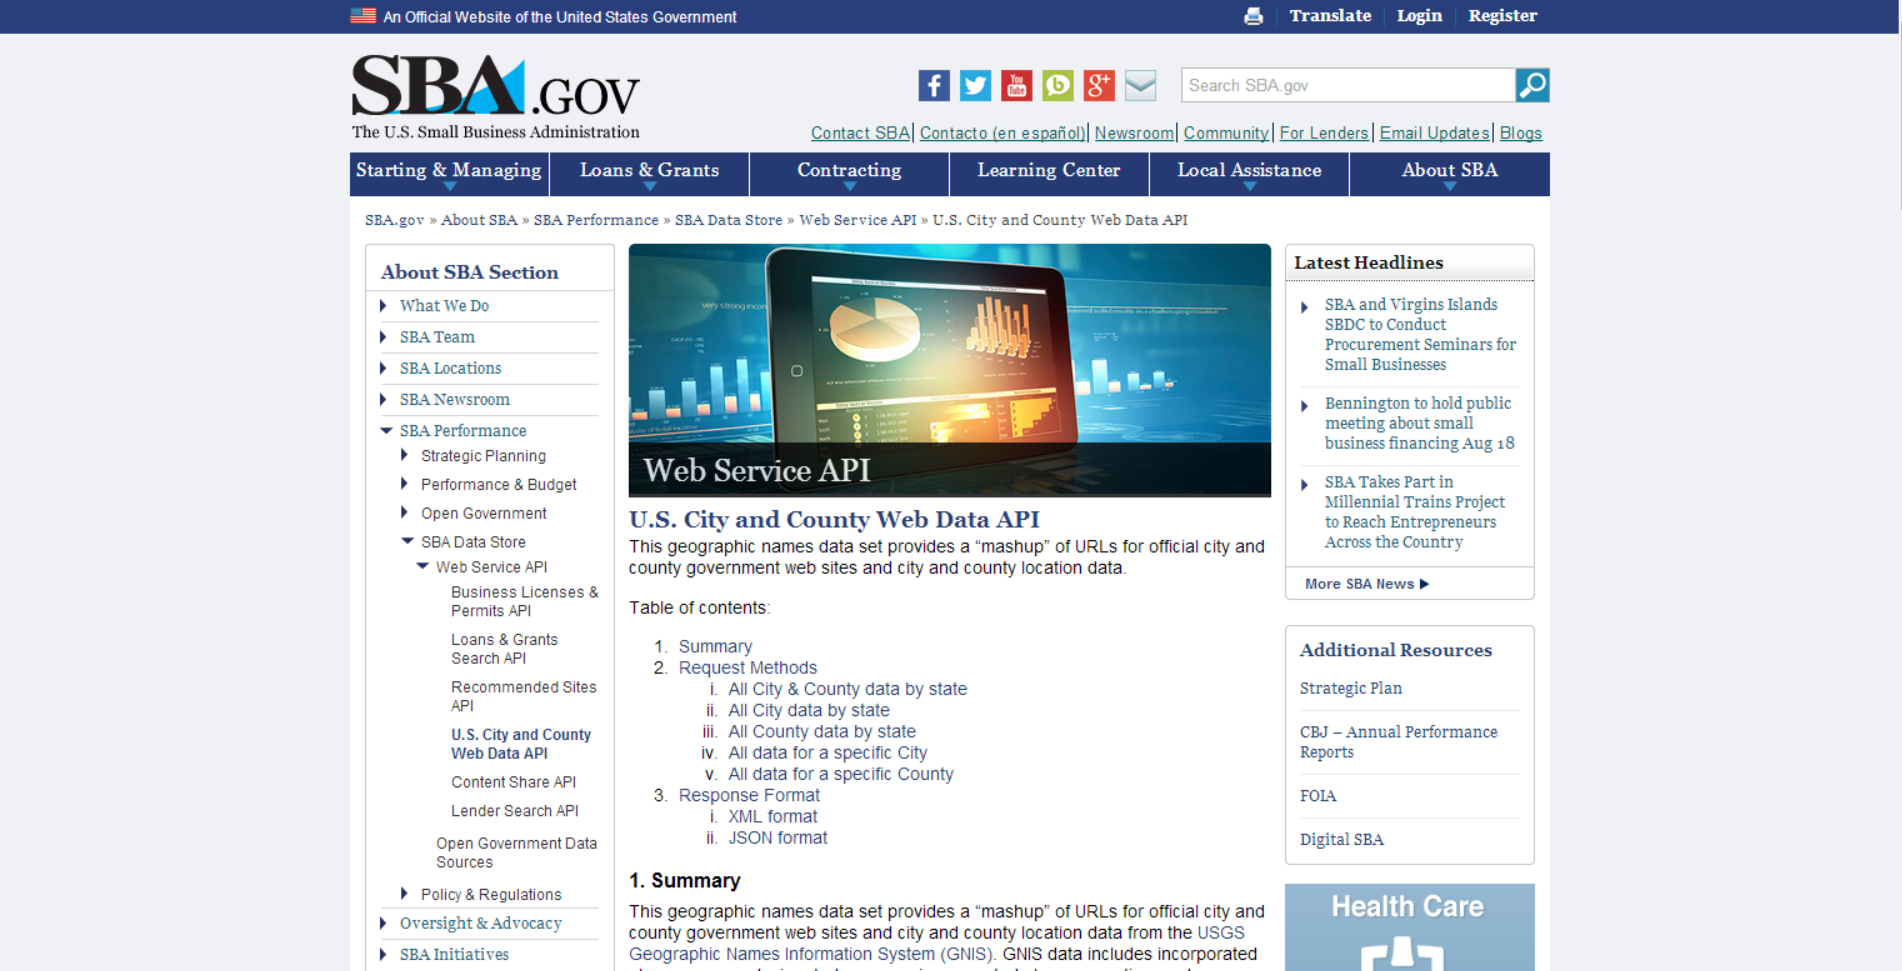 An Official Website of the United States Government
Translate
Login
Register
SBA.GOV
The U.S. Small Business Administration
f
You Tube
b
g+
Search SBA.gov
Contact SBA| Contacto (en español)| Newsroom| Community| For Lenders| Email Updates| Blogs
Starting & Managing
Loans & Grants
Contracting
Learning Center
Local Assistance
About SBA
SBA.gov » About SBA » SBA Performance » SBA Data Store » Web Service API » U.S. City and County Web Data API
About SBA Section
What We Do
SBA Team
SBA Locations
SBA Newsroom
SBA Performance
Strategic Planning
Performance & Budget
Open Government
SBA Data Store
Web Service API
Business Licenses &
Permits API
Loans & Grants
Search API
Recommended Sites
API
U.S. City and County
Web Data API
Content Share API
Lender Search API
Open Government Data
Sources
Policy & Regulations
Oversight & Advocacy
SBA Initiatives
very strong incom
Web Service API
U.S. City and County Web Data API
This geographic names data set provides a “mashup” of URLs for official city and
county government web sites and city and county location data.
Table of contents:
1. Summary
2. Request Methods
i. All City & County data by state
ii. All City data by state
iii. All County data by state
iv. All data for a specific City
v. All data for a specific County
3. Response Format
i. XML format
ii. JSON format
1. Summary
This geographic names data set provides a “mashup” of URLs for official city and
county government web sites and city and county location data from the USGS
Geographic Names Information System (GNIS). GNIS data includes incorporated
Latest Headlines
SBA and Virgins Islands
SBDC to Conduct
Procurement Seminars for
Small Businesses
Bennington to hold public
meeting about small
business financing Aug 18
SBA Takes Part in
Millennial Trains Project
to Reach Entrepreneurs
Across the Country
More SBA News
Additional Resources
Strategic Plan
CBJ – Annual Performance
Reports
FOIA
Digital SBA
Health Care